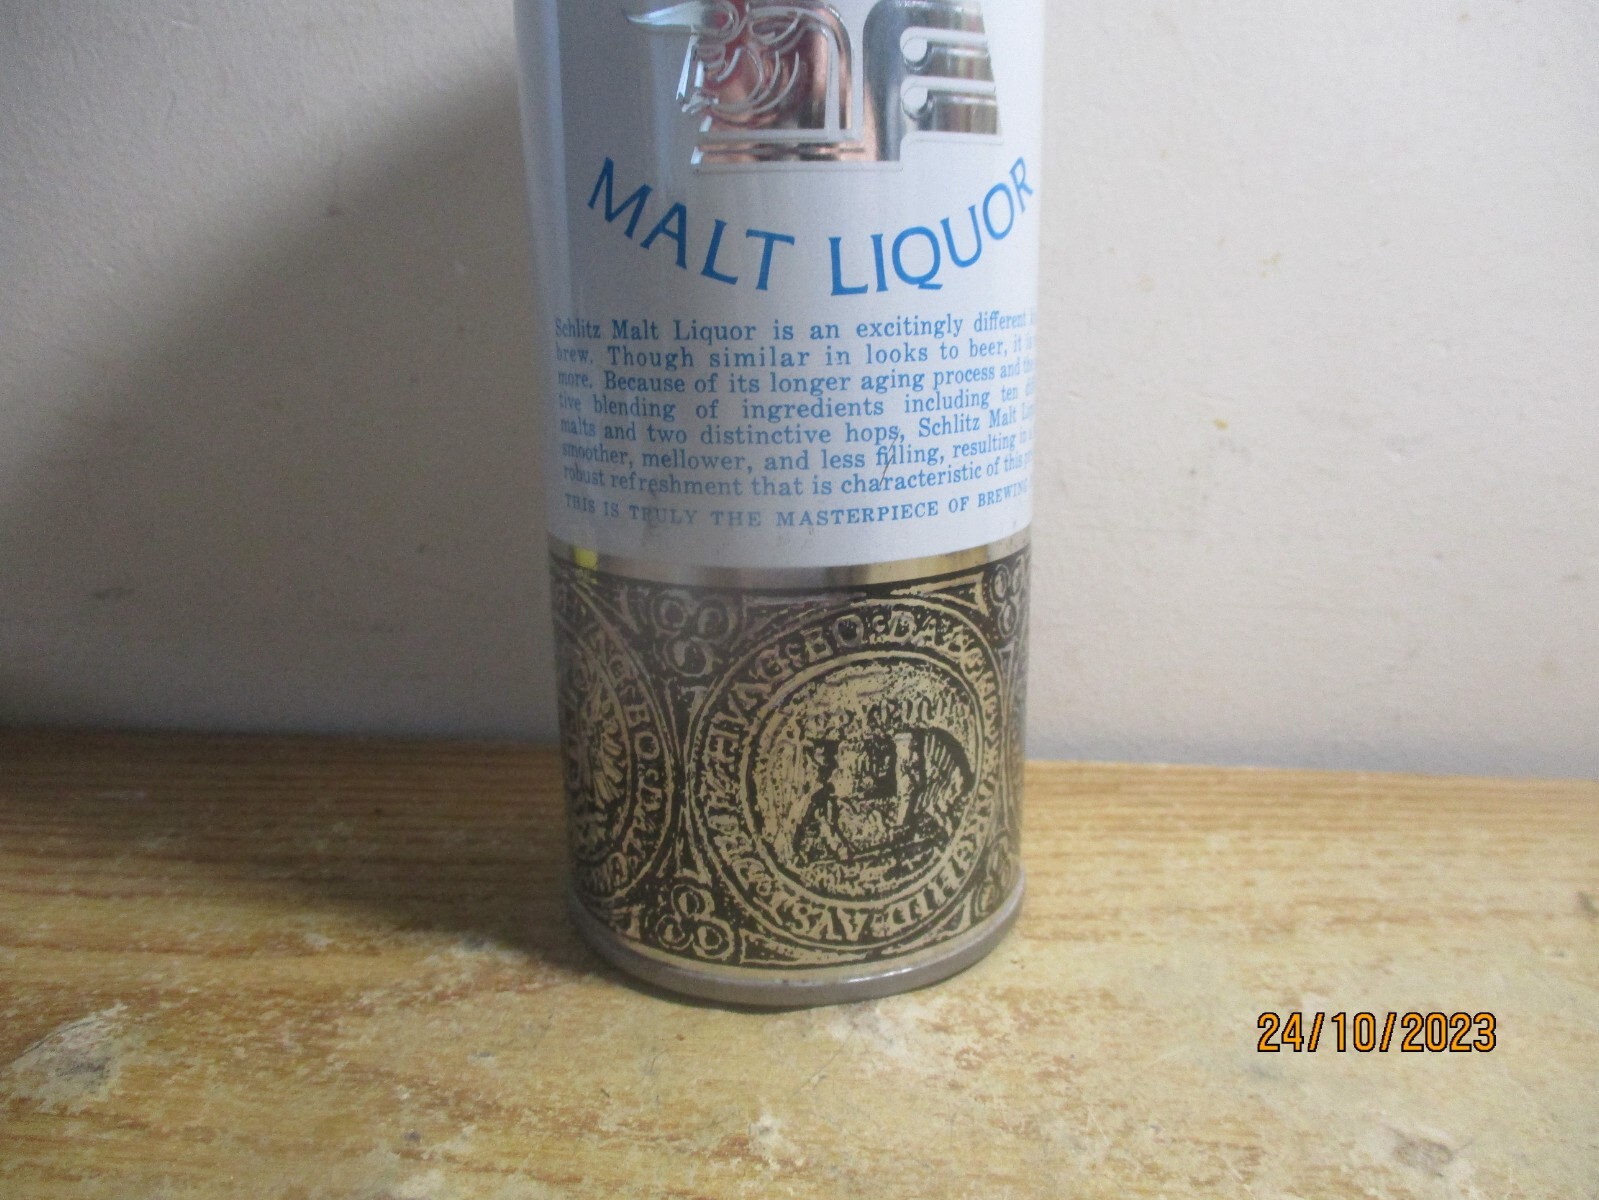 MALT LIQUOR
Schlitz Malt Liquor is an excitingly different
brew. Though similar in looks to beer, it is
more. Because of its longer aging process and
tive blending of ingredients including ten
malts and two distinctive hops, Schlitz Malt
smoother, mellower, and less filling, resulting in a
robust refreshment that is characteristic of this
THIS IS TRULY THE MASTERPIECE OF BREWING
24/10/2023